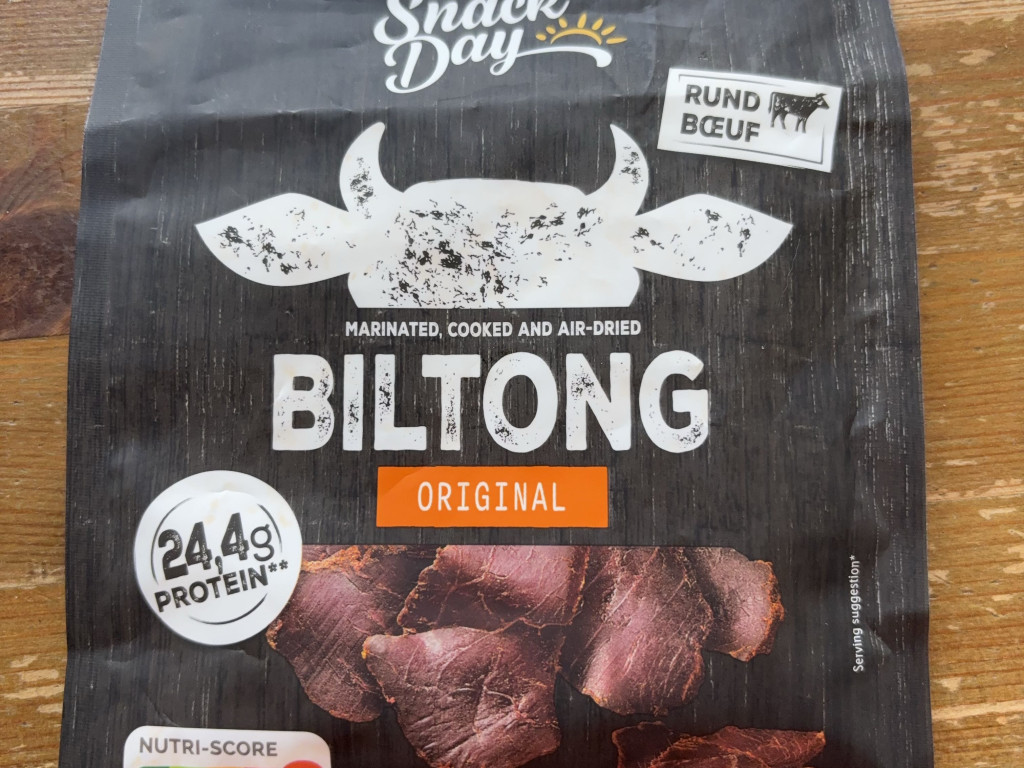 Snack
Day
RUND
BŒUF
MARINATED, COOKED AND AIR-DRIED
BILTONG
ORIGINAL
24,4g
PROTEIN**
Serving suggestion*
NUTRI-SCORE